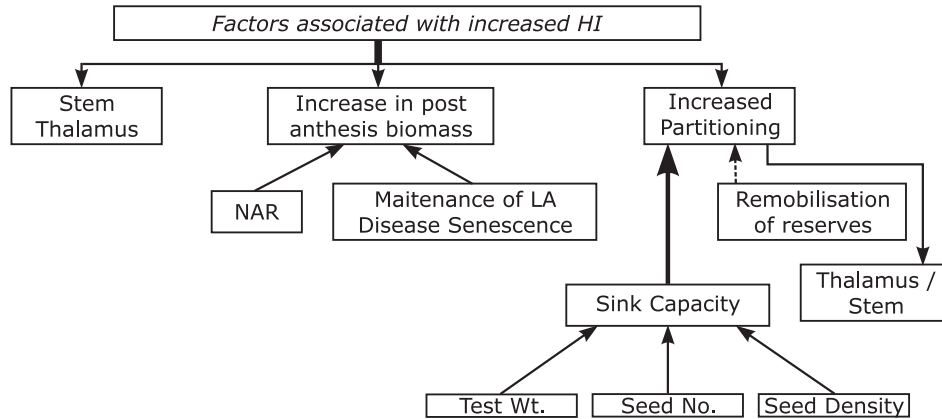 Factors associated with increased HI
Stem
Thalamus
Increase in post
anthesis biomass
Increased
Partitioning
NAR
Maitenance of LA
Disease Senescence
Remobilisation
of reserves
Thalamus /
Stem
Sink Capacity
Test Wt.
Seed No.
Seed Density